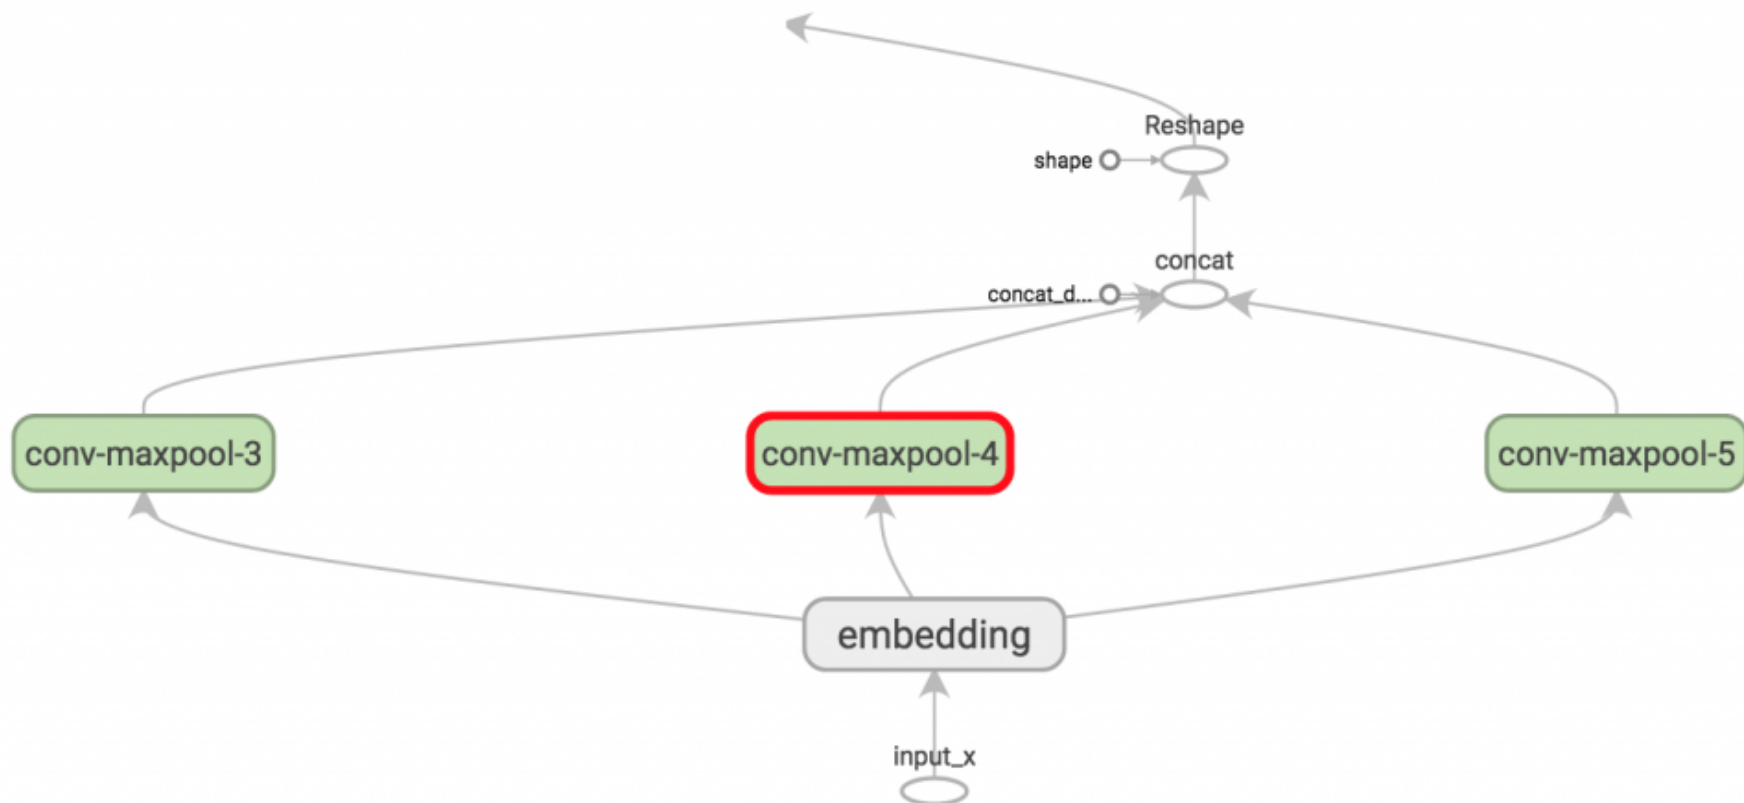 Reshape
shape
concat
concat_d...
conv-maxpool-3
conv-maxpool-4
conv-maxpool-5
embedding
input_x